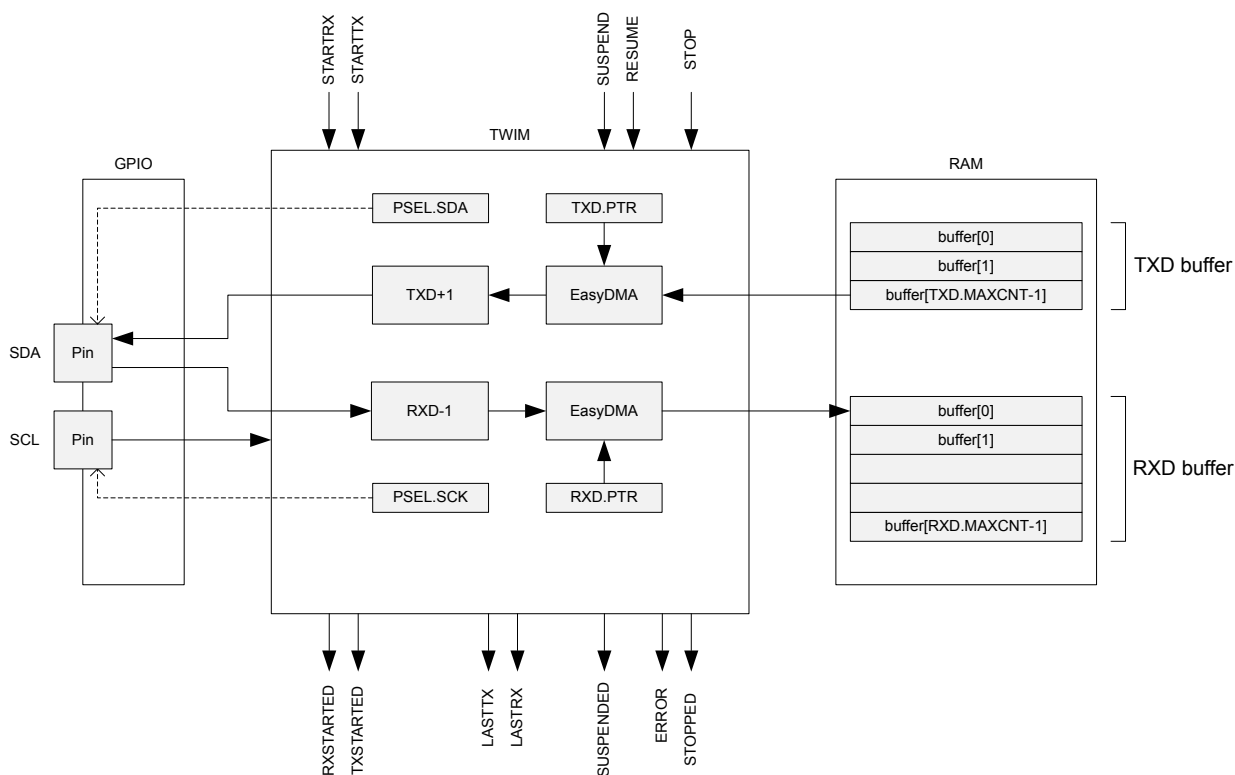 STARTRX
STARTTX
SUSPEND
RESUME
STOP
TWIM
GPIO
RAM
PSEL.SDA
TXD.PTR
buffer[0]
buffer[1]
buffer[TXD.MAXCNT-1]
TXD buffer
TXD+1
EasyDMA
SDA
Pin
RXD-1
EasyDMA
SCL
Pin
buffer[0]
buffer[1]
buffer[RXD.MAXCNT-1]
RXD buffer
PSEL.SCK
RXD.PTR
RXSTARTED
TXSTARTED
LASTTX
LASTRX
SUSPENDED
ERROR
STOPPED